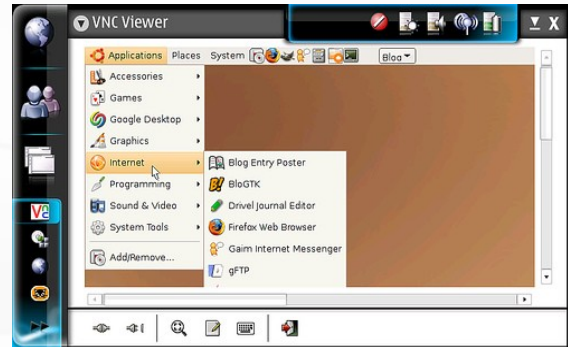 VNC Viewer
Applications Places System Blog
Accessories
Games
Google Desktop
Graphics
Internet
Programming
Sound & Video
System Tools
Add/Remove...
Blog Entry Poster
BloGTK
Drivel Journal Editor
Firefox Web Browser
Gaim Internet Messenger
gFTP